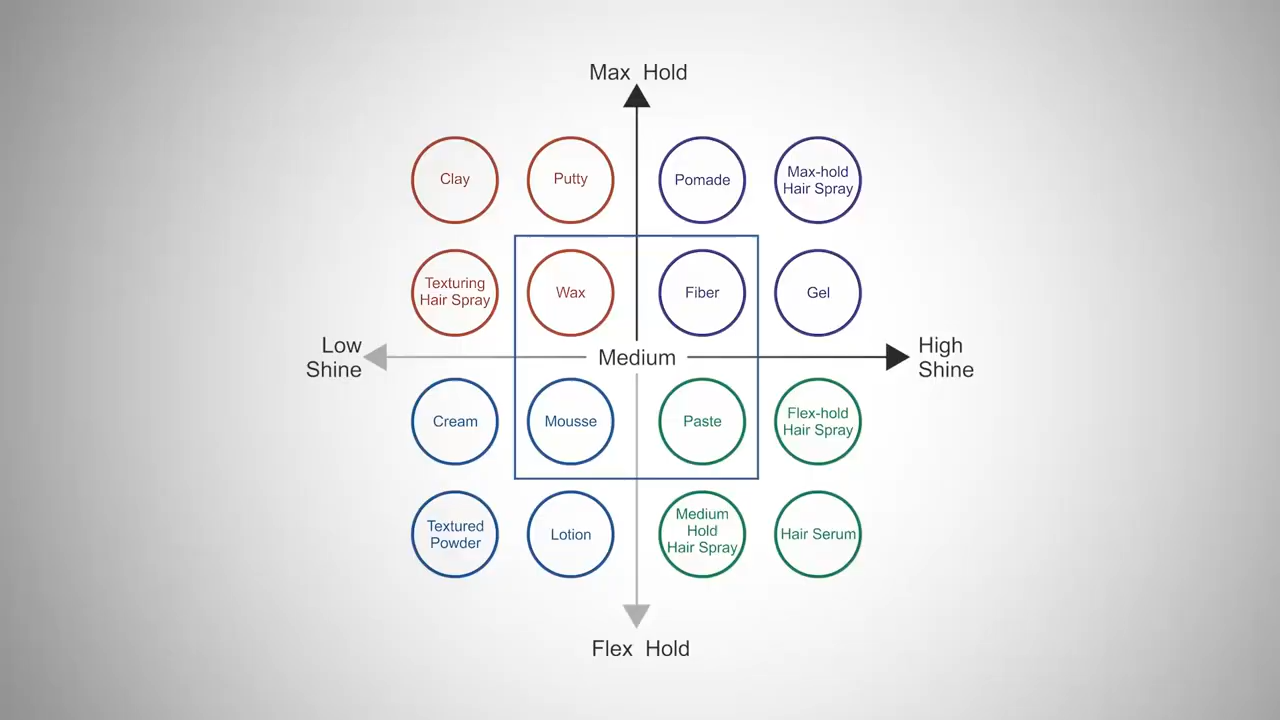 Max Hold
Clay
Putty
Pomade
Max-hold
Hair Spray
Texturing
Hair Spray
Wax
Fiber
Gel
Low
Shine
Medium
High
Shine
Cream
Mousse
Paste
Flex-hold
Hair Spray
Textured
Powder
Lotion
Medium
Hold
Hair Spray
Hair Serum
Flex Hold